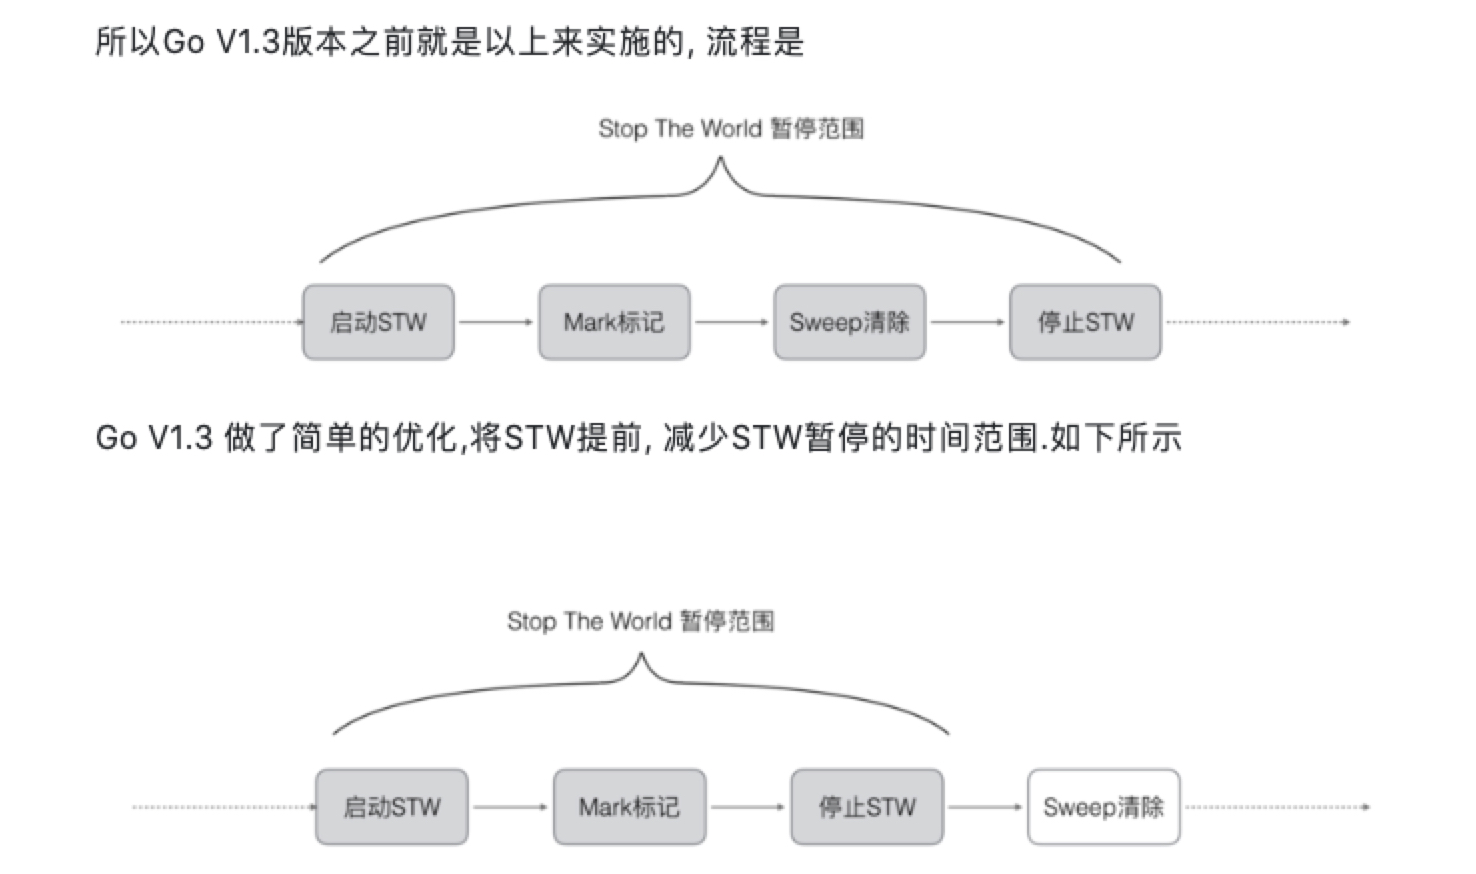 所以Go V1.3版本之前就是以上来实施的, 流程是
Stop The World 暂停范围
启动STW
Mark标记
Sweep清除
停止STW
Go V1.3 做了简单的优化,将STW提前, 减少STW暂停的时间范围.如下所示
Stop The World 暂停范围
启动STW
Mark标记
停止STW
Sweep清除